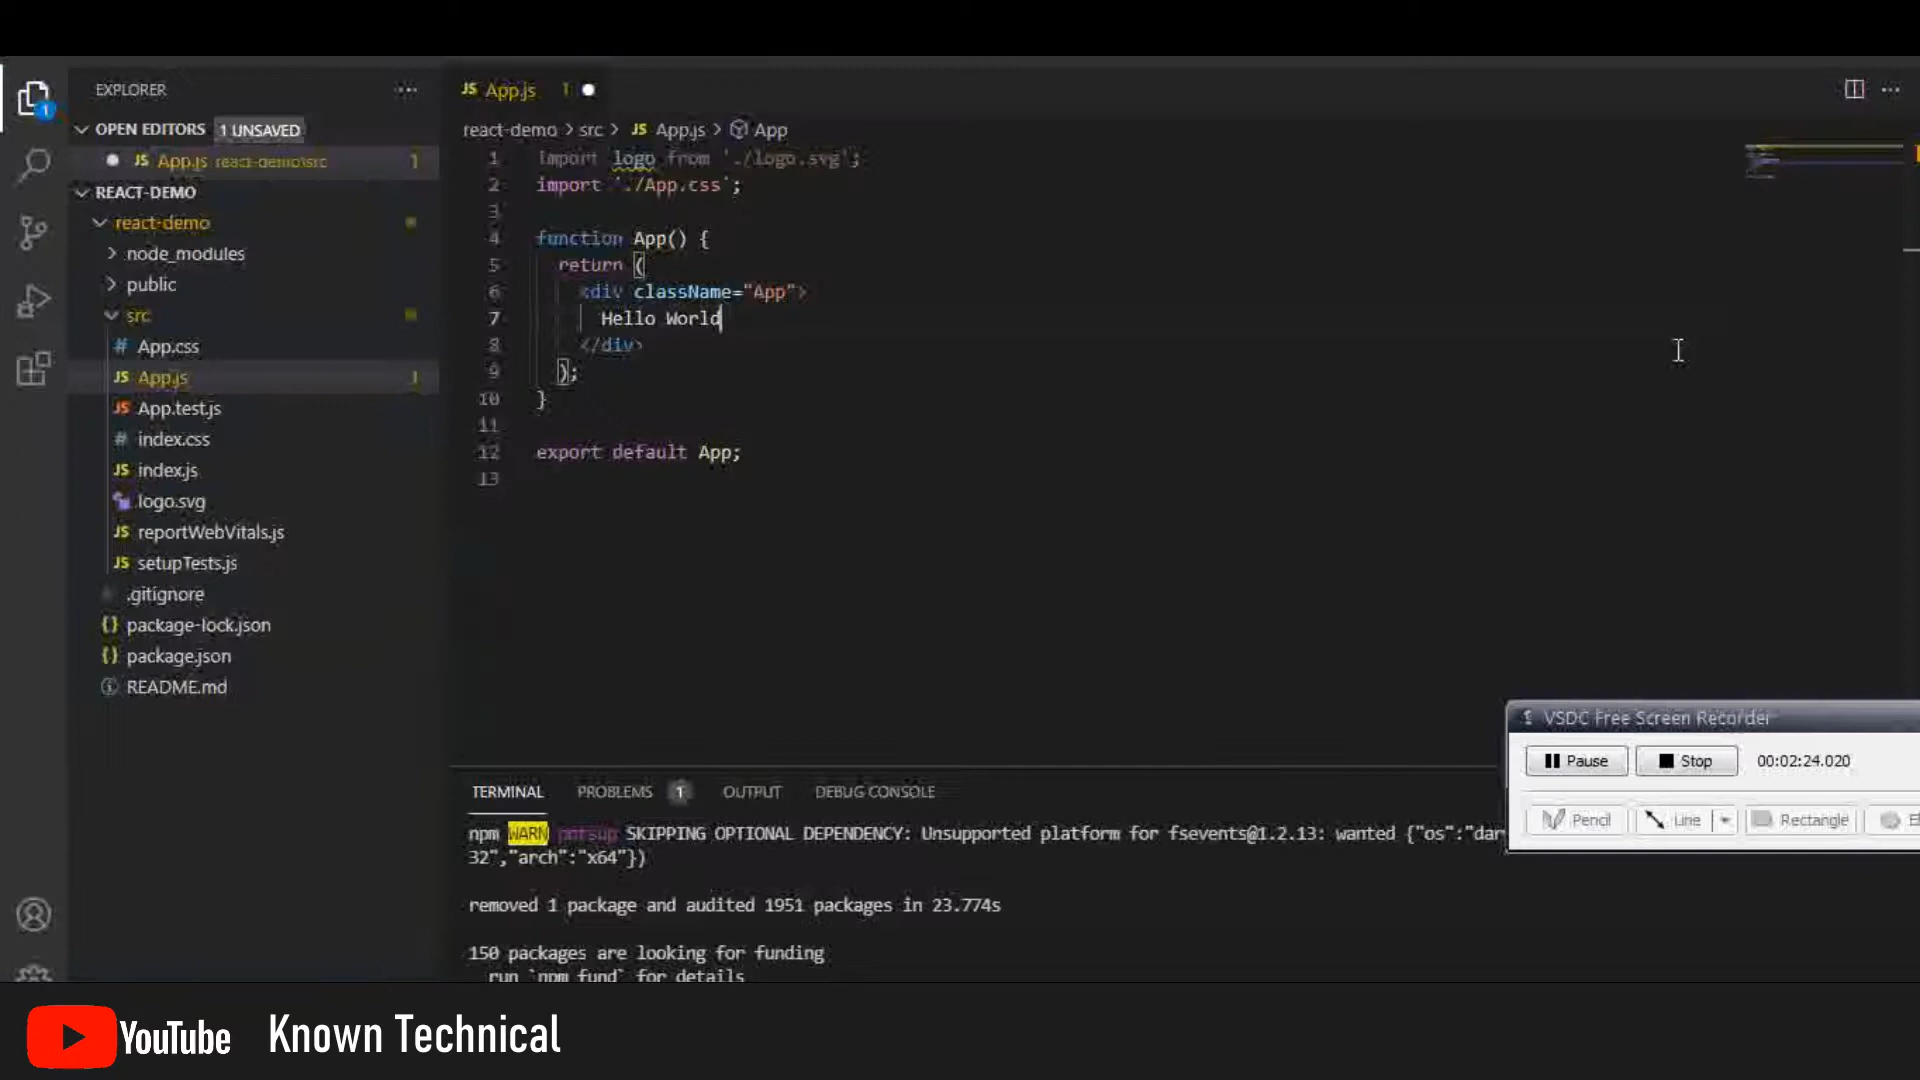 EXPLORER
OPEN EDITORS 1 UNSAVED
App.js react-demo\src 1
REACT-DEMO
react-demo
node_modules
public
src
App.css
App.js 1
App.test.js
index.css
index.js
logo.svg
reportWebVitals.js
setupTests.js
.gitignore
package-lock.json
package.json
README.md
JS App.js 1
react-demo > src > JS App.js > App
1 import logo from './logo.svg';
2 import './App.css';
3
4 function App() {
5 return (
6 <div className="App">
7 Hello World
8 </div>
9 );
10 }
11
12 export default App;
13
TERMINAL PROBLEMS 1 OUTPUT DEBUG CONSOLE
npm WARN notsup SKIPPING OPTIONAL DEPENDENCY: Unsupported platform for fsevents@1.2.13: wanted {"os":"dar
32","arch":"x64"})
removed 1 package and audited 1951 packages in 23.774s
150 packages are looking for funding
run `npm fund` for details
VSDC Free Screen Recorder
Pause Stop 00:02:24.020
Pencil Line Rectangle
YouTube Known Technical